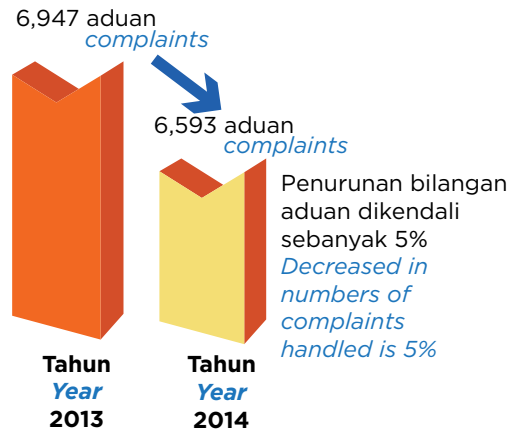 6,947 aduan
complaints
6,593 aduan
complaints
Penurunan bilangan
aduan dikendali
sebanyak 5%
Decreased in
numbers of
complaints
handled is 5%
Tahun
Year
2013
Tahun
Year
2014